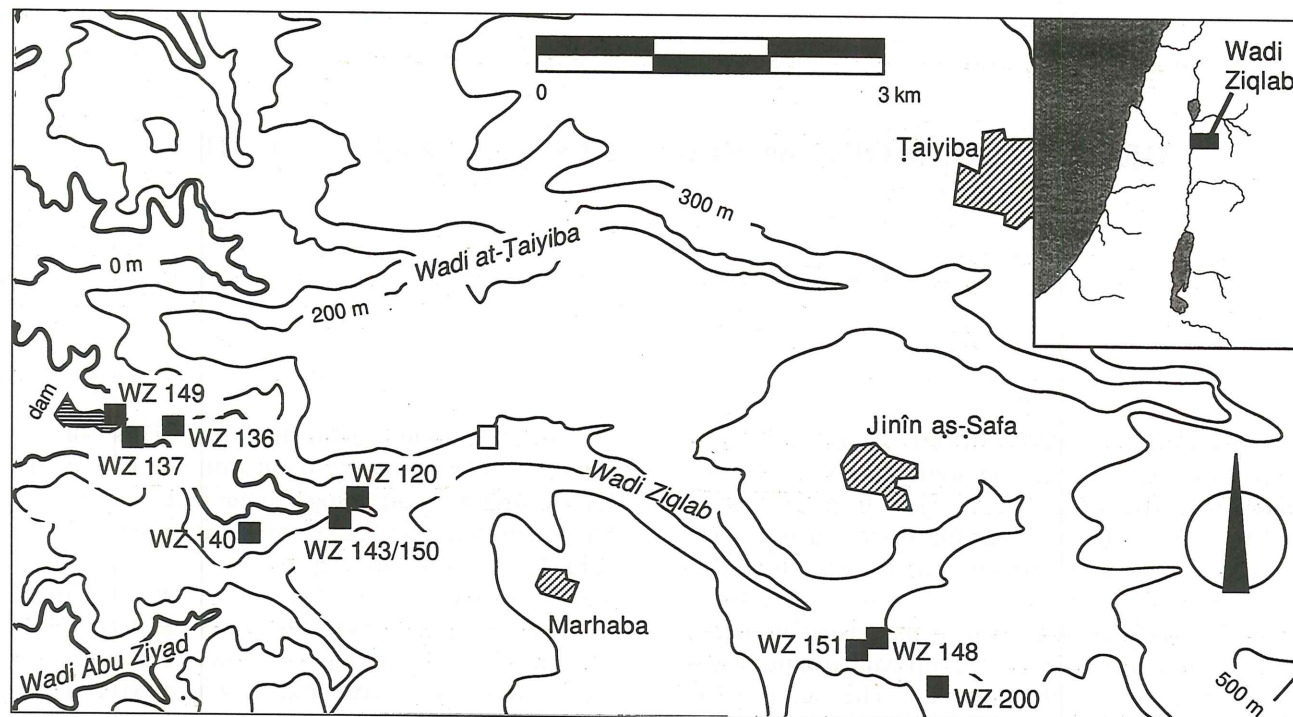 0
3 km
Wadi
Ziqlab
Ṭaiyiba
300 m
Wadi at-Ṭaiyiba
0 m
200 m
dam
WZ 149
WZ 136
WZ 137
Jinîn aṣ-Ṣafa
WZ 120
Wadi Ziqlab
WZ 140
WZ 143/150
Marhaba
WZ 151
WZ 148
Wadi Abu Ziyad
WZ 200
500 m